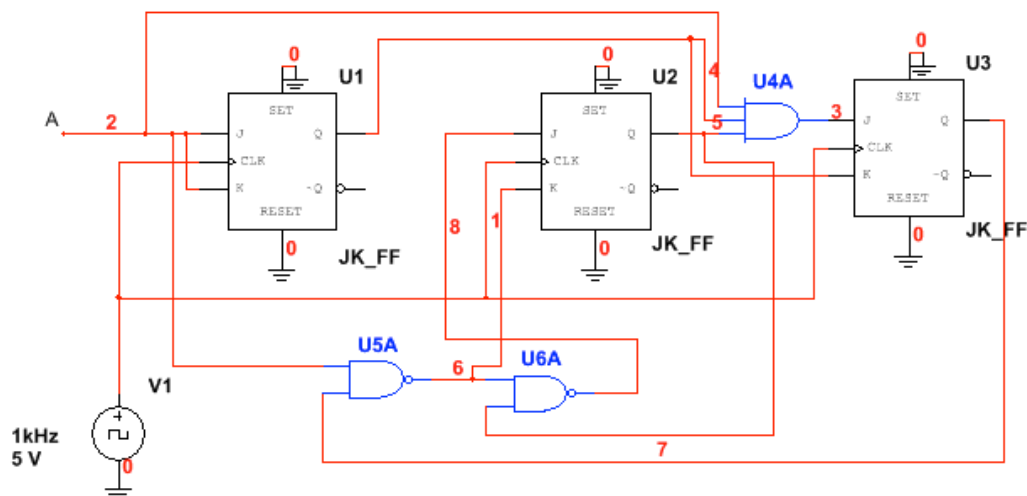 0
U1
SET
J
Q
CLK
K
~Q
RESET
0
JK_FF
A
2
0
U2
SET
J
Q
CLK
K
~Q
RESET
0
JK_FF
4
5
U4A
3
0
U3
SET
J
Q
CLK
K
~Q
RESET
0
JK_FF
8
1
U5A
6
U6A
7
V1
1kHz
5 V
0